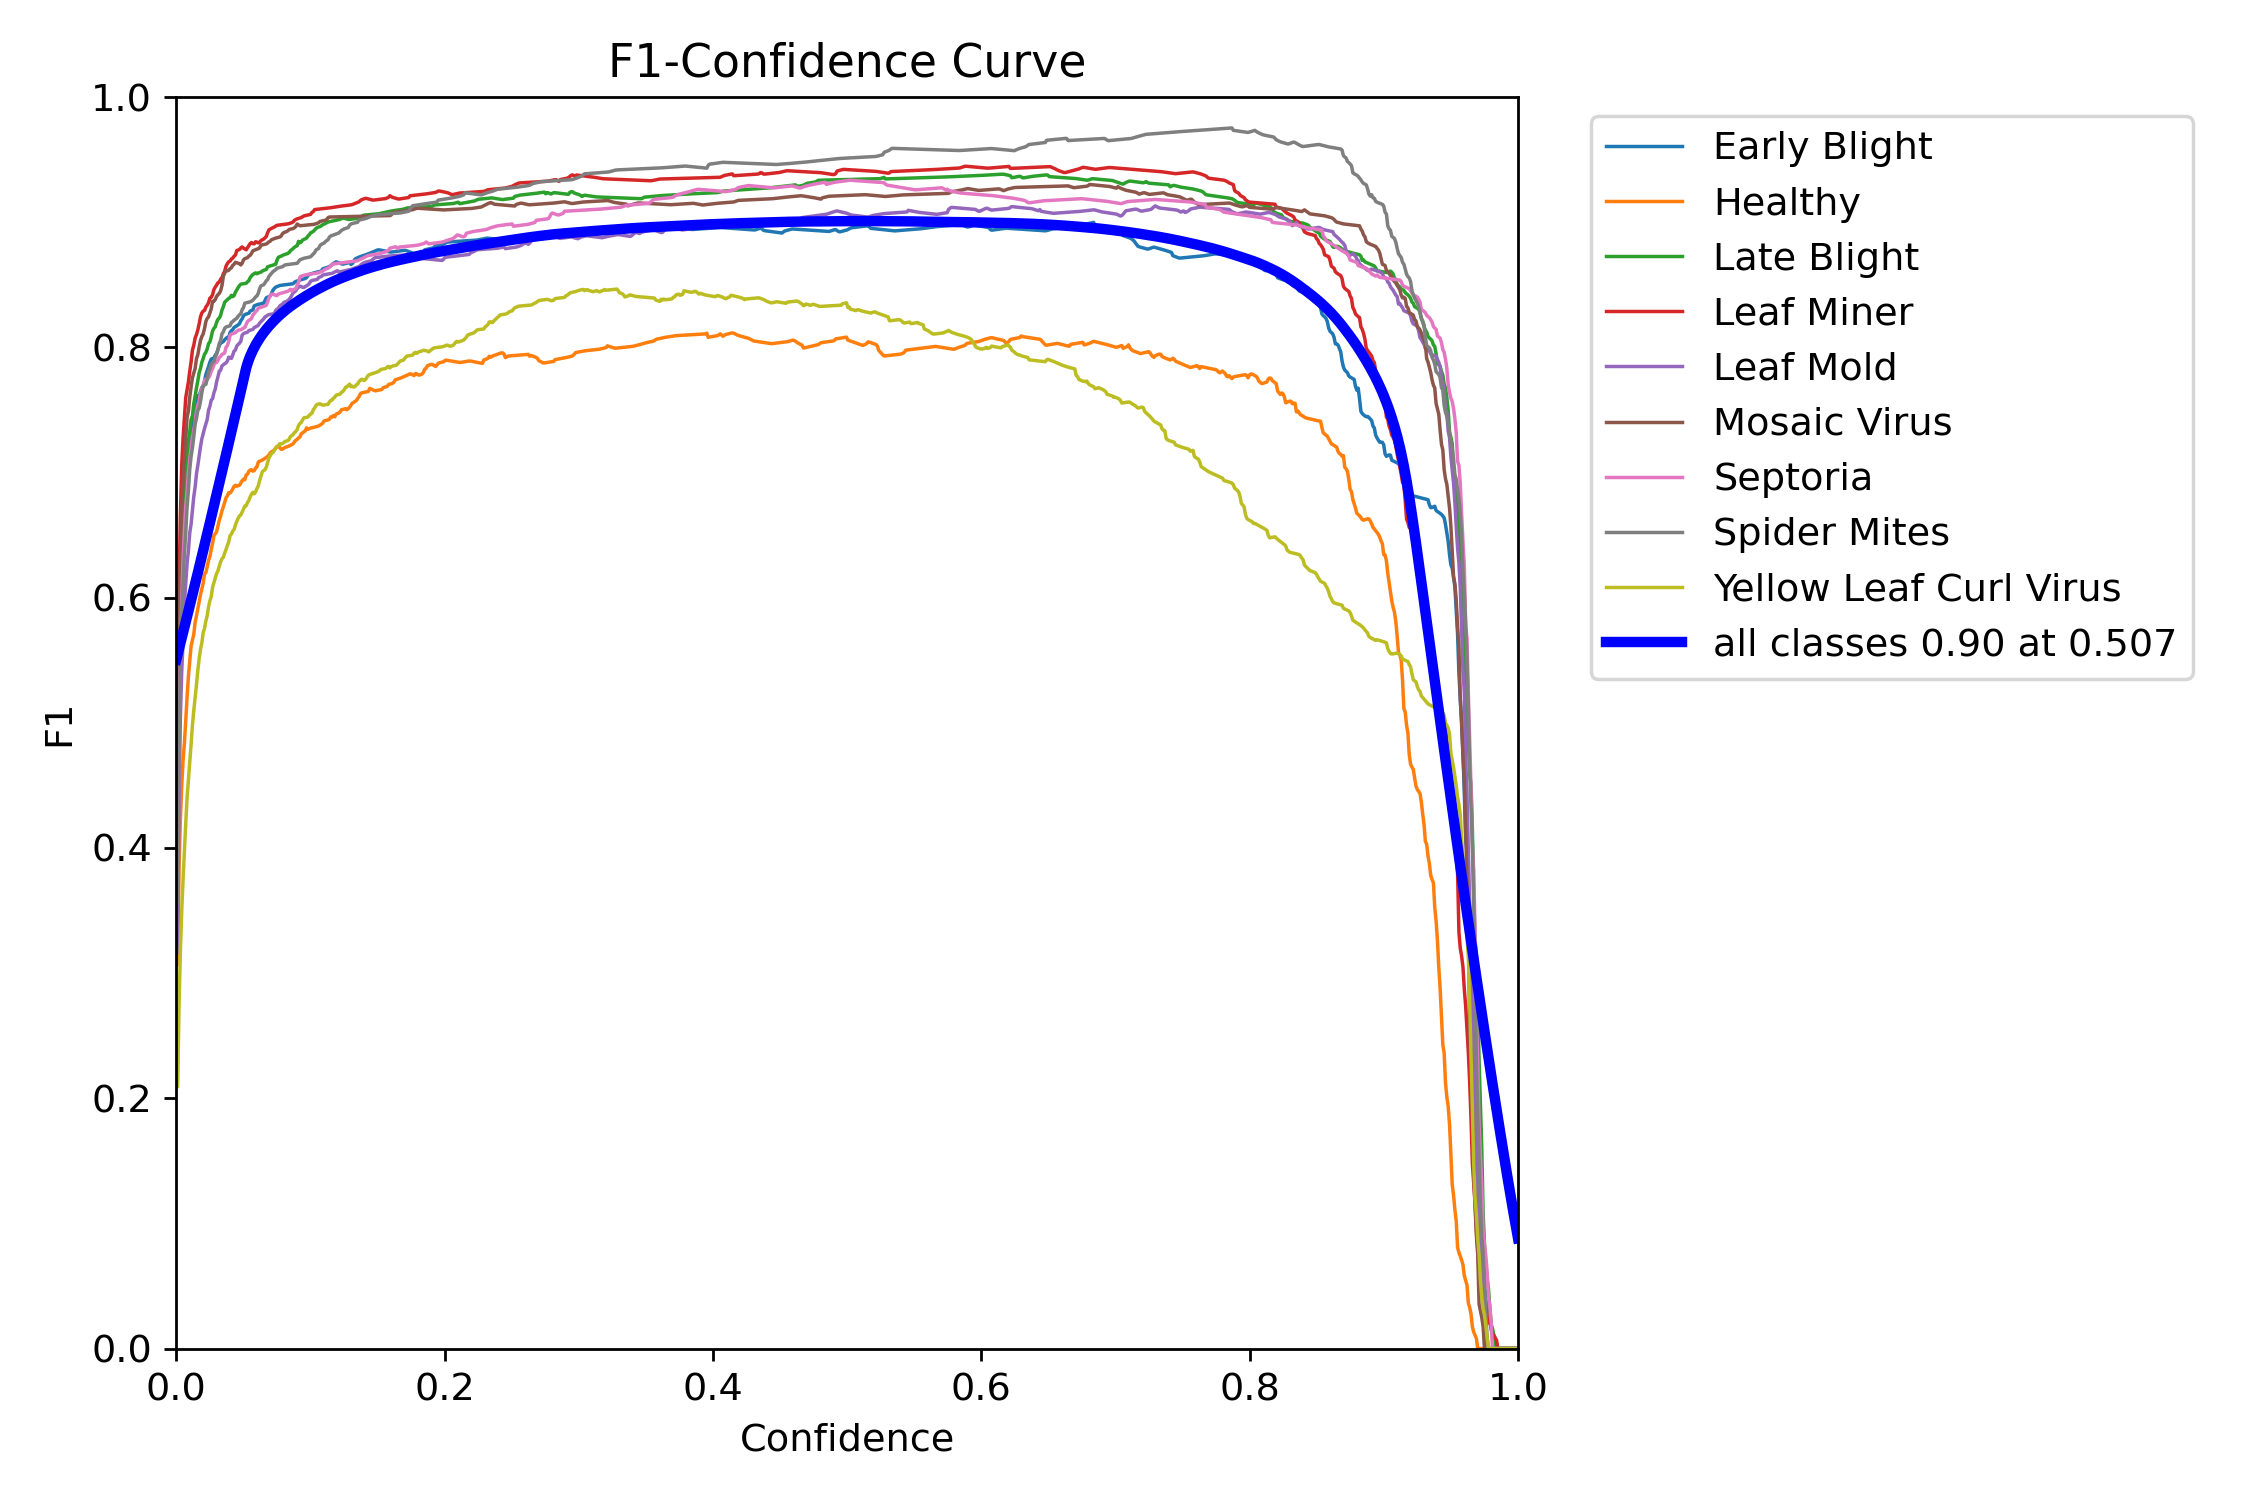 F1-Confidence Curve
1.0
0.8
0.6
0.4
0.2
0.0
F1
0.0 0.2 0.4 0.6 0.8 1.0
Confidence
Early Blight
Healthy
Late Blight
Leaf Miner
Leaf Mold
Mosaic Virus
Septoria
Spider Mites
Yellow Leaf Curl Virus
all classes 0.90 at 0.507